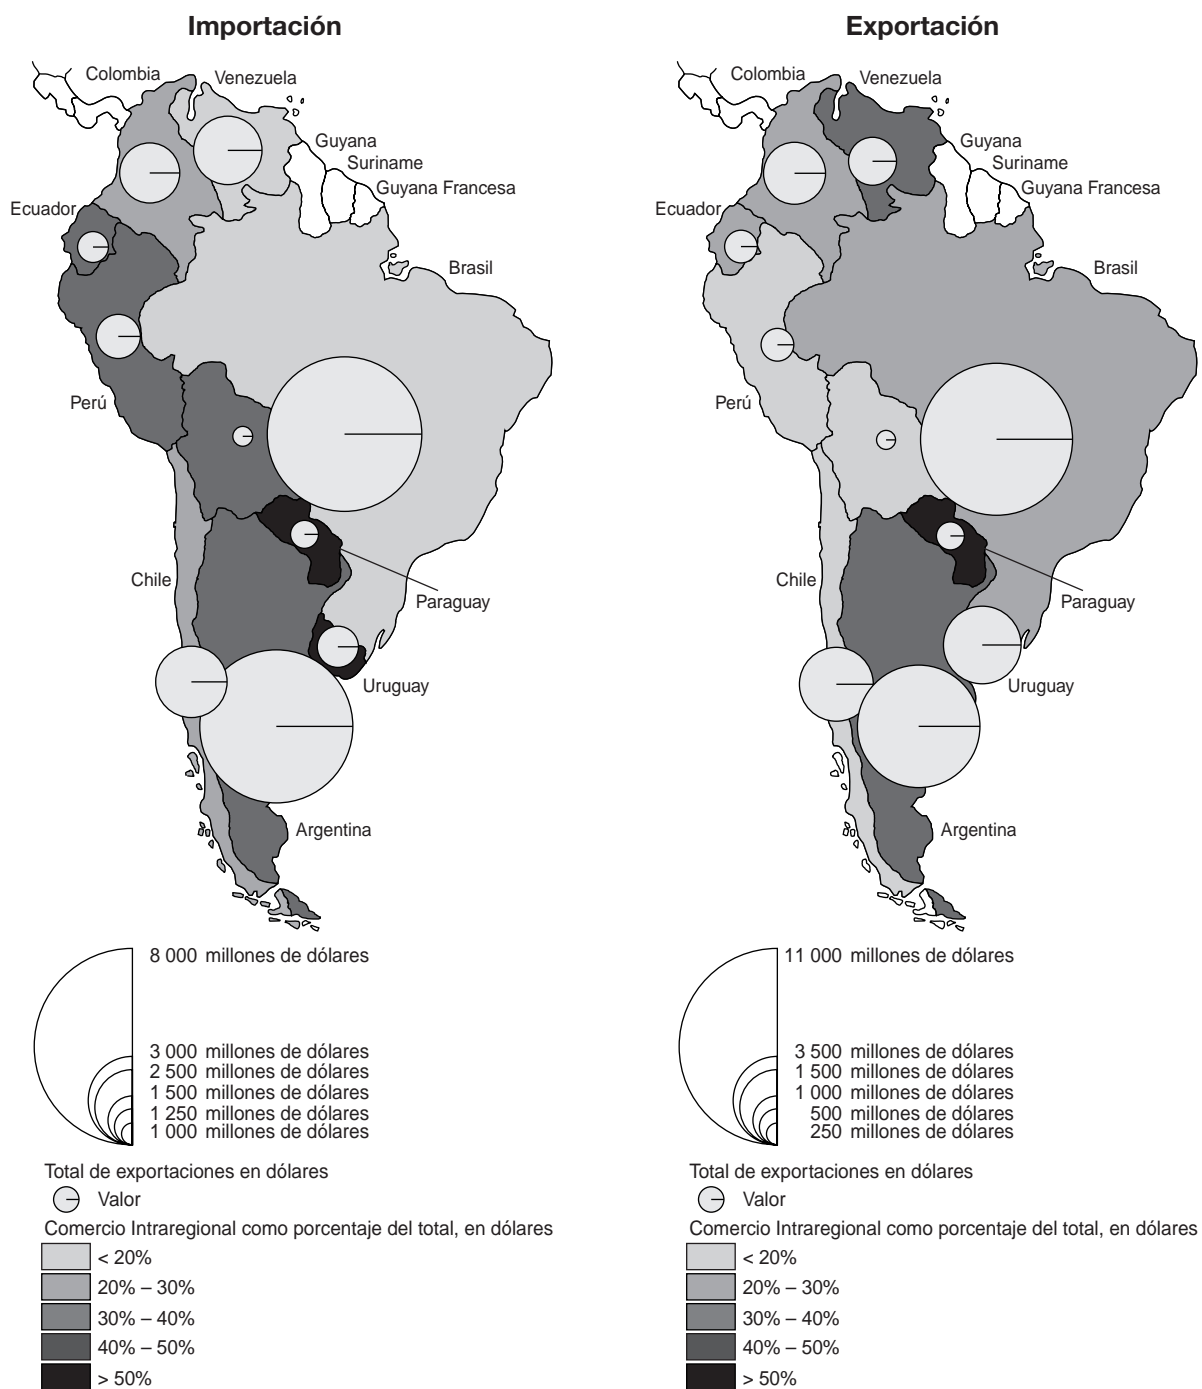 Importación
Colombia
Venezuela
Guyana
Suriname
Guyana Francesa
Ecuador
Brasil
Perú
Chile
Paraguay
Uruguay
Argentina
8 000 millones de dólares
3 000 millones de dólares
2 500 millones de dólares
1 500 millones de dólares
1 250 millones de dólares
1 000 millones de dólares
Total de exportaciones en dólares
Valor
Comercio Intraregional como porcentaje del total, en dólares
< 20%
20% – 30%
30% – 40%
40% – 50%
> 50%
Exportación
Colombia
Venezuela
Guyana
Suriname
Guyana Francesa
Ecuador
Brasil
Perú
Chile
Paraguay
Uruguay
Argentina
11 000 millones de dólares
3 500 millones de dólares
1 500 millones de dólares
1 000 millones de dólares
500 millones de dólares
250 millones de dólares
Total de exportaciones en dólares
Valor
Comercio Intraregional como porcentaje del total, en dólares
< 20%
20% – 30%
30% – 40%
40% – 50%
> 50%